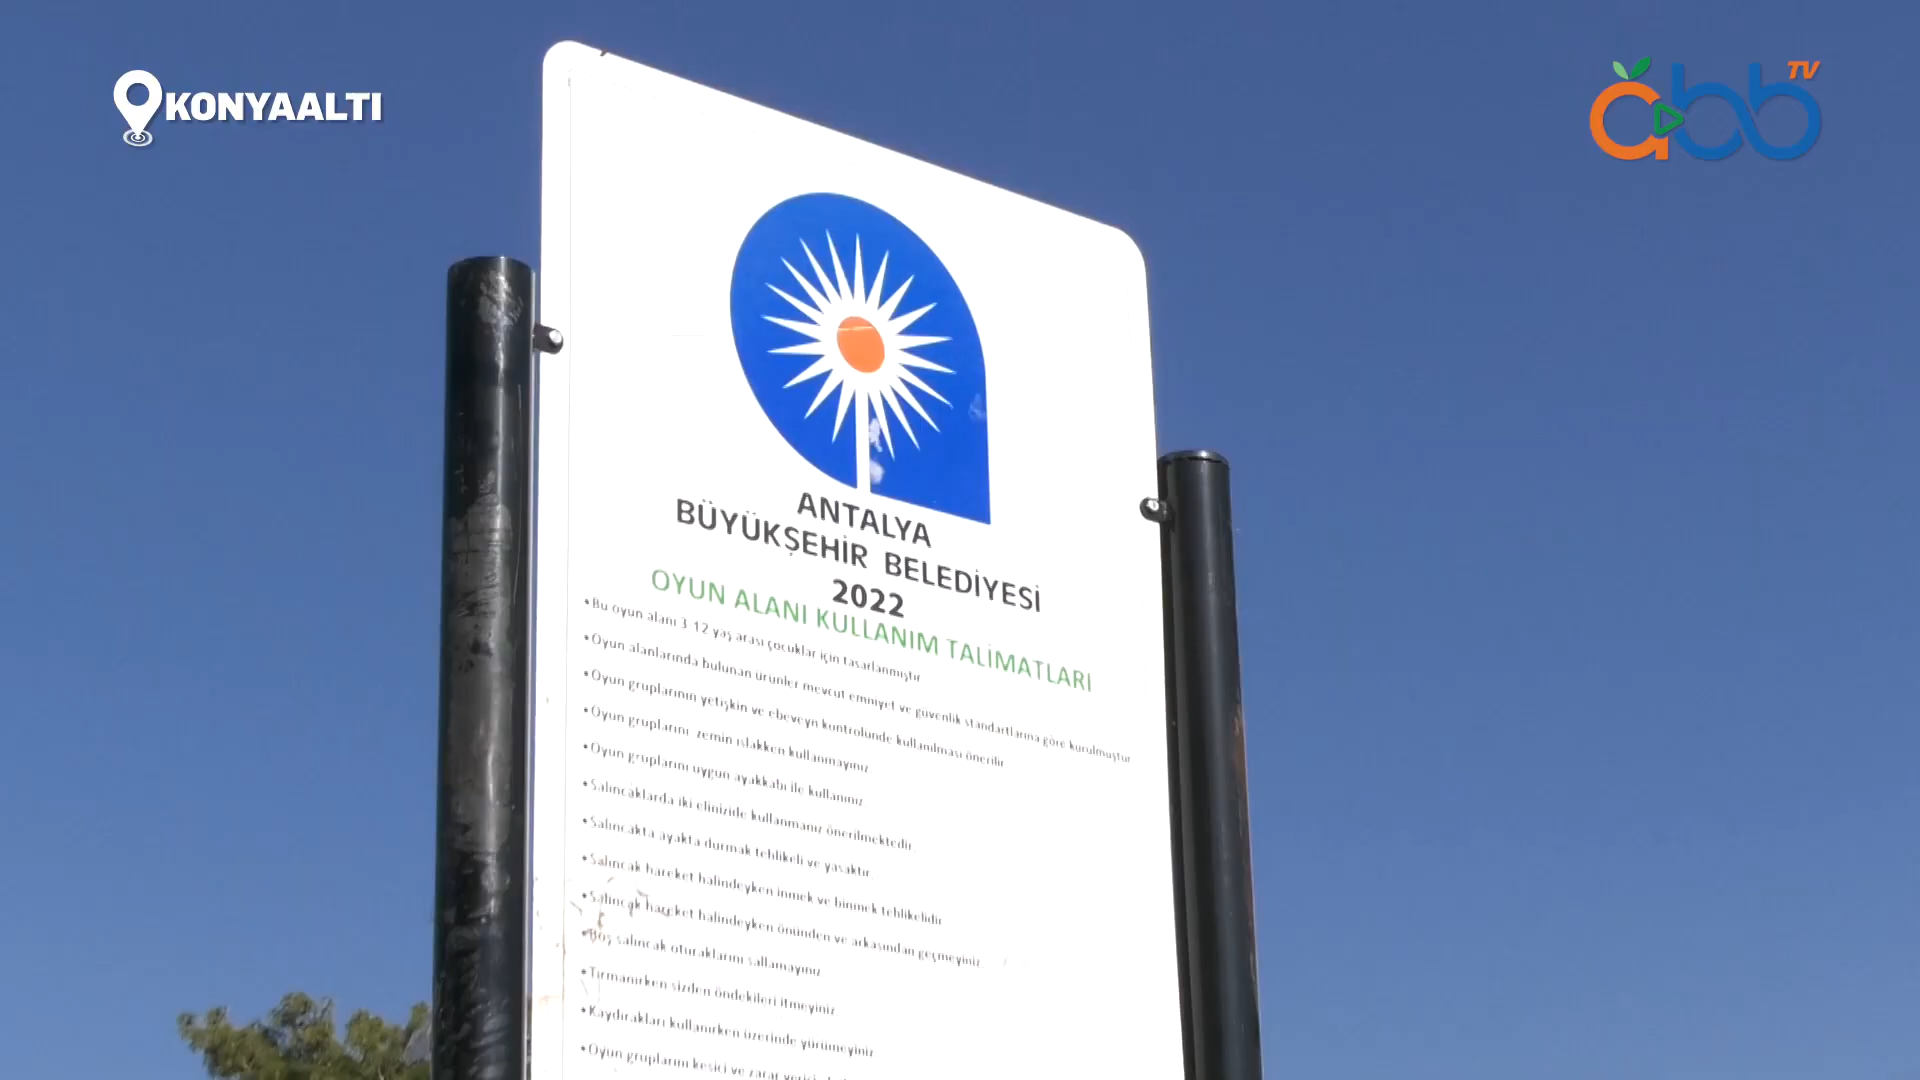 KONYAALTI
abb TV
ANTALYA
BÜYÜKŞEHİR BELEDİYESİ
2022
OYUN ALANI KULLANIM TALİMATLARI
•Bu oyun alanı 3-12 yaş arası çocuklar için tasarlanmıştır
•Oyun alanlarında bulunan ürünler mevcut emniyet ve güvenlik standartlarına göre kurulmuştur
•Oyun gruplarının yetişkin ve ebeveyn kontrolünde kullanılması önerilir
•Oyun gruplarını zemin ıslakken kullanmayınız
•Oyun gruplarını uygun ayakkabı ile kullanınız
•Salıncaklarda iki elinizide kullanmanız önerilmektedir
•Salıncakta ayakta durmak tehlikeli ve yasaktır
•Salıncak hareket halindeyken inmek ve binmek tehlikelidir
•Salıncak hareket halindeyken önünden ve arkasından geçmeyiniz
•Boş salıncak oturaklarını sallamayınız
•Tırmanırken sizden öndekileri itmeyiniz
•Kaydırakları kullanırken üzerinde yürümeyiniz
•Oyun gruplarını kesici ve zarar